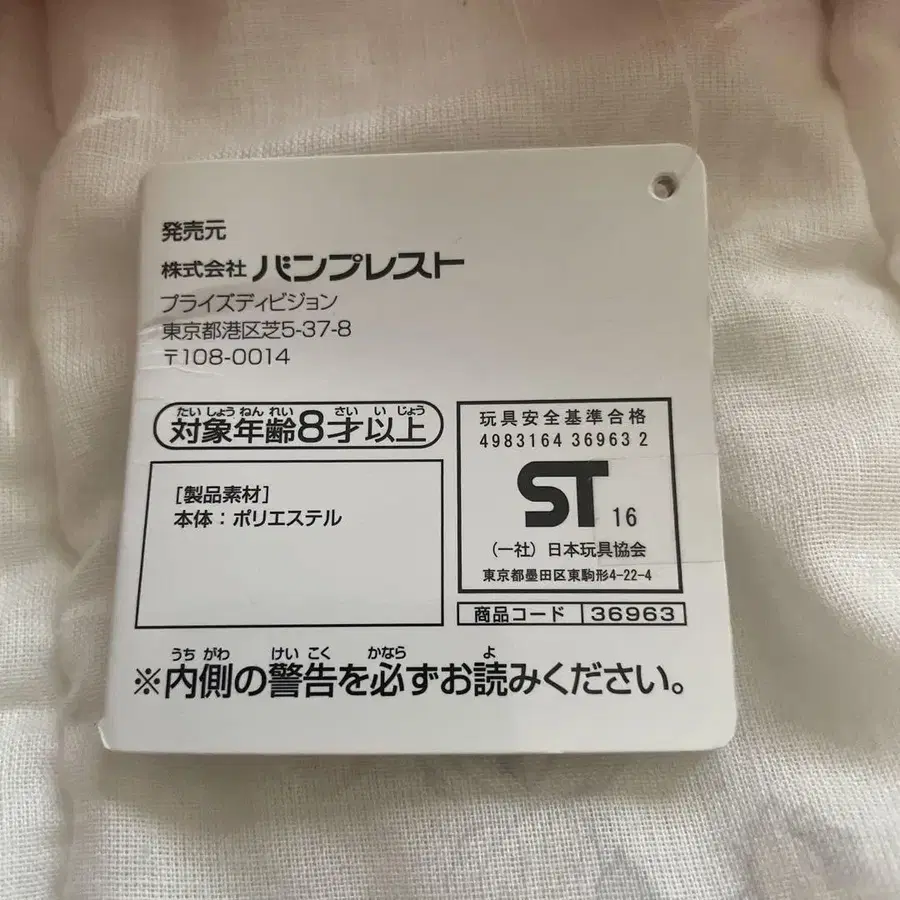 発売元
株式会社 バンプレスト
プライズディビジョン
東京都港区芝5-37-8
〒108-0014
たいしょうねんれい さいいじょう
対象年齢8才以上
[製品素材]
本体：ポリエステル
玩具安全基準合格
4983164 36963 2
ST 16
（一社）日本玩具協会
東京都墨田区東駒形4-22-4
商品コード 36963
うちがわ けいこく かなら よ
※内側の警告を必ずお読みください。